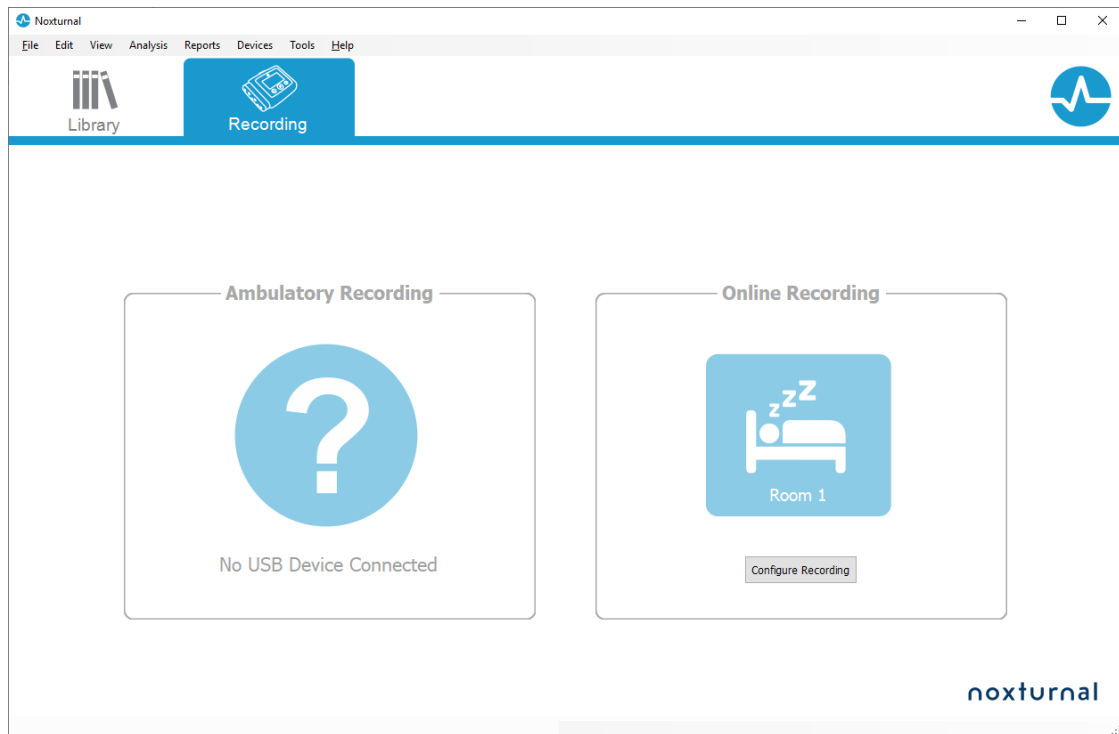 Noxturnal
File Edit View Analysis Reports Devices Tools Help
Library
Recording
Ambulatory Recording
No USB Device Connected
Online Recording
zzZ
Room 1
Configure Recording
noxturnal